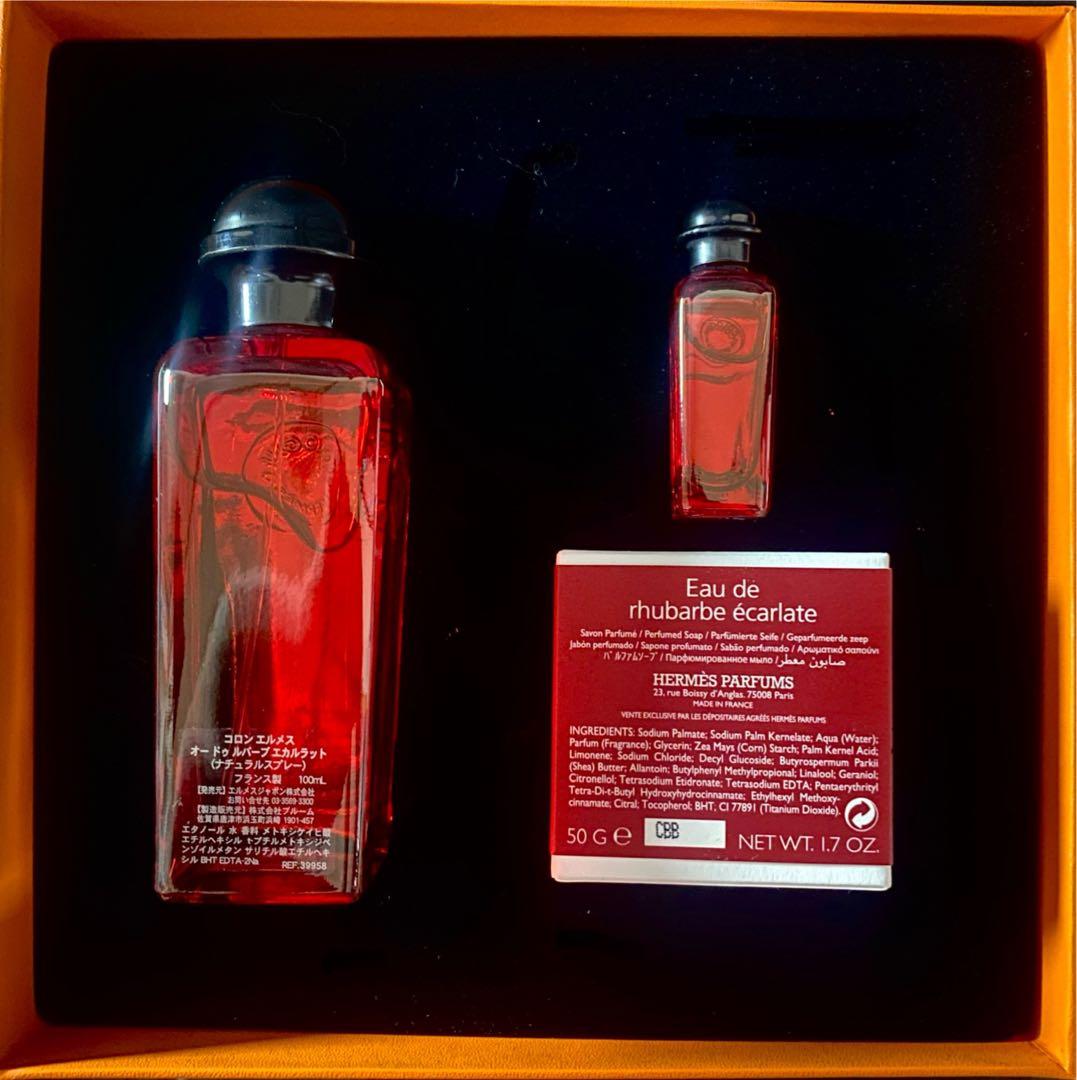 コロン エルメス
オー ドゥ ルバーブ エカルラット
(ナチュラルスプレー)
フランス製 100mL
【発売元】エルメスジャポン株式会社
お問い合せ先 03-3569-3300
【製造販売元】株式会社ブルーム
佐賀県唐津市浜玉町浜崎 1901-457
エタノール 水 香料 メトキシケイヒ酸
エチルヘキシル t-ブチルメトキシジベ
ンゾイルメタン サリチル酸エチルヘキ
シル BHT EDTA-2Na REF.39958
Eau de
rhubarbe écarlate
Savon Parfumé / Perfumed Soap / Parfümierte Seife / Geparfumeerde zeep
Jabón perfumado / Sapone profumato / Sabão perfumado / Αρωματικό σαπούνι
パルファムソープ / Парфюмированное мыло / صابون معطر
HERMÈS PARFUMS
23, rue Boissy d'Anglas. 75008 Paris
MADE IN FRANCE
VENTE EXCLUSIVE PAR LES DÉPOSITAIRES AGRÉÉS HERMÈS PARFUMS
INGREDIENTS: Sodium Palmate; Sodium Palm Kernelate; Aqua (Water);
Parfum (Fragrance); Glycerin; Zea Mays (Corn) Starch; Palm Kernel Acid;
Limonene; Sodium Chloride; Decyl Glucoside; Butyrospermum Parkii
(Shea) Butter; Allantoin; Butylphenyl Methylpropional; Linalool; Geraniol;
Citronellol; Tetrasodium Etidronate; Tetrasodium EDTA; Pentaerythrityl
Tetra-Di-t-Butyl Hydroxyhydrocinnamate; Ethylhexyl Methoxy-
cinnamate; Citral; Tocopherol; BHT, CI 77891 (Titanium Dioxide).
50 G e CBB NET WT. 1.7 OZ.